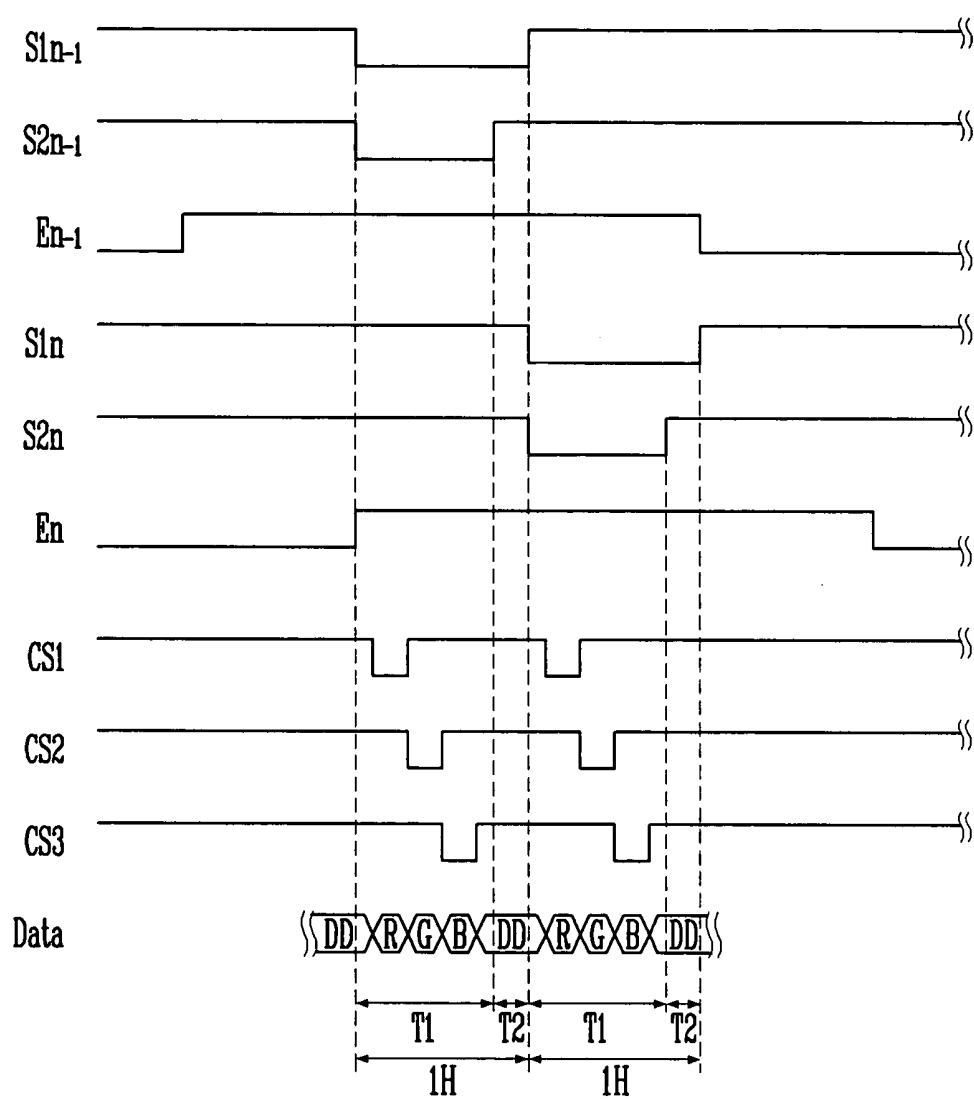 S1n-1
S2n-1
En-1
S1n
S2n
En
CS1
CS2
CS3
Data DD R G B DD R G B DD
T1 T2 T1 T2
1H 1H